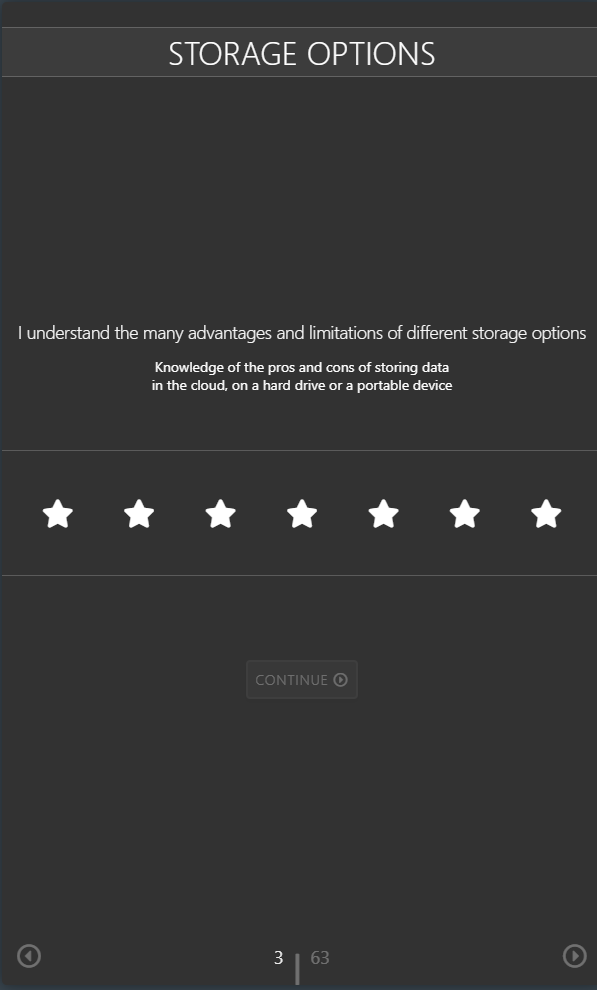 STORAGE OPTIONS
I understand the many advantages and limitations of different storage options
Knowledge of the pros and cons of storing data
in the cloud, on a hard drive or a portable device
CONTINUE
3 63